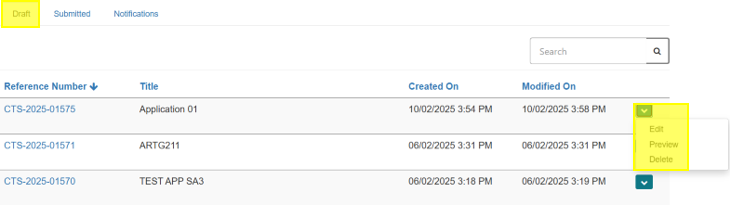 Draft Submitted Notifications
Search
Reference Number Title Created On Modified On
CTS-2025-01575 Application 01 10/02/2025 3:54 PM 10/02/2025 3:58 PM
Edit
CTS-2025-01571 ARTG211 06/02/2025 3:31 PM 06/02/2025 3:31 PM Preview
Delete
CTS-2025-01570 TEST APP SA3 06/02/2025 3:18 PM 06/02/2025 3:19 PM